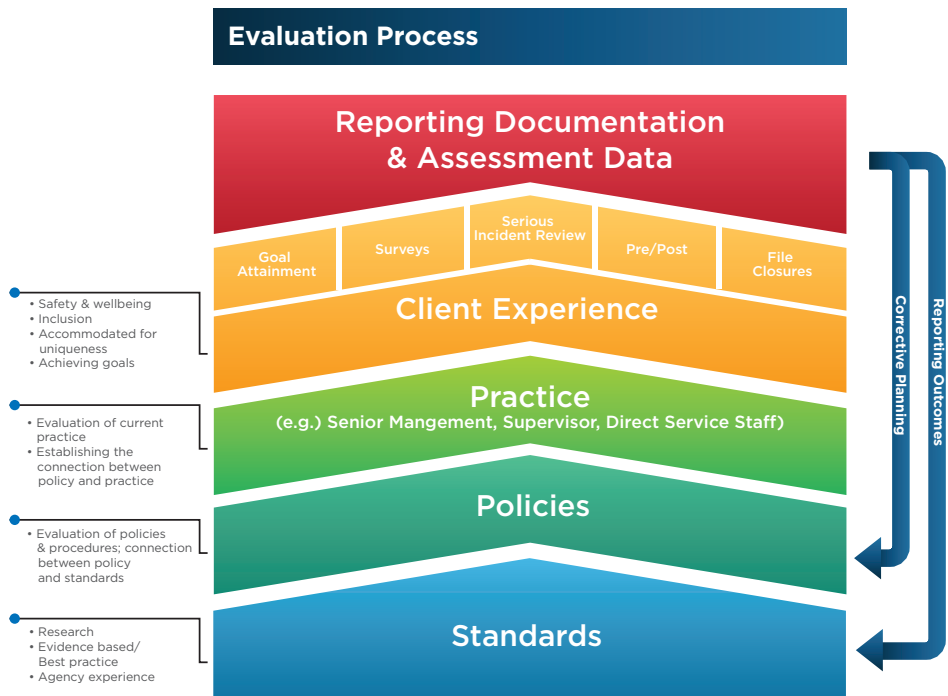 Evaluation Process
Reporting Documentation
& Assessment Data
Goal
Attainment
Surveys
Serious
Incident Review
Pre/Post
File
Closures
Client Experience
• Safety & wellbeing
• Inclusion
• Accommodated for
uniqueness
• Achieving goals
Practice
(e.g.) Senior Mangement, Supervisor, Direct Service Staff)
• Evaluation of current
practice
• Establishing the
connection between
policy and practice
Policies
• Evaluation of policies
& procedures; connection
between policy
and standards
Standards
• Research
• Evidence based/
Best practice
• Agency experience
Corrective Planning
Reporting Outcomes